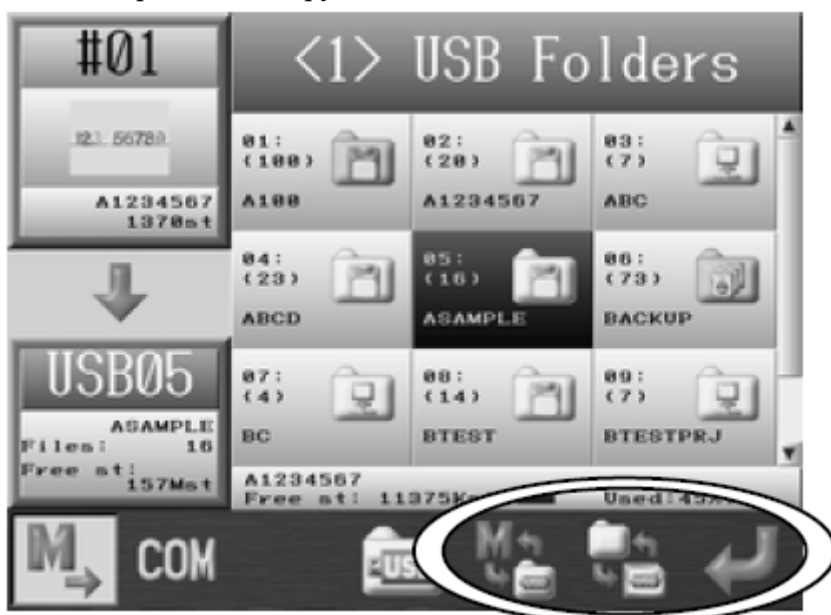 #01
<1> USB Folders
A1234567
1370st
01:
(100)
A100
02:
(20)
A1234567
03:
(7)
ABC
04:
(23)
ABCD
05:
(16)
ASAMPLE
06:
(73)
BACKUP
07:
(4)
BC
08:
(14)
BTEST
09:
(7)
BTESTPRJ
USB05
ASAMPLE
Files: 16
Free st:
157Mst
A1234567
Free st: 11375K
Used:
M
COM
M